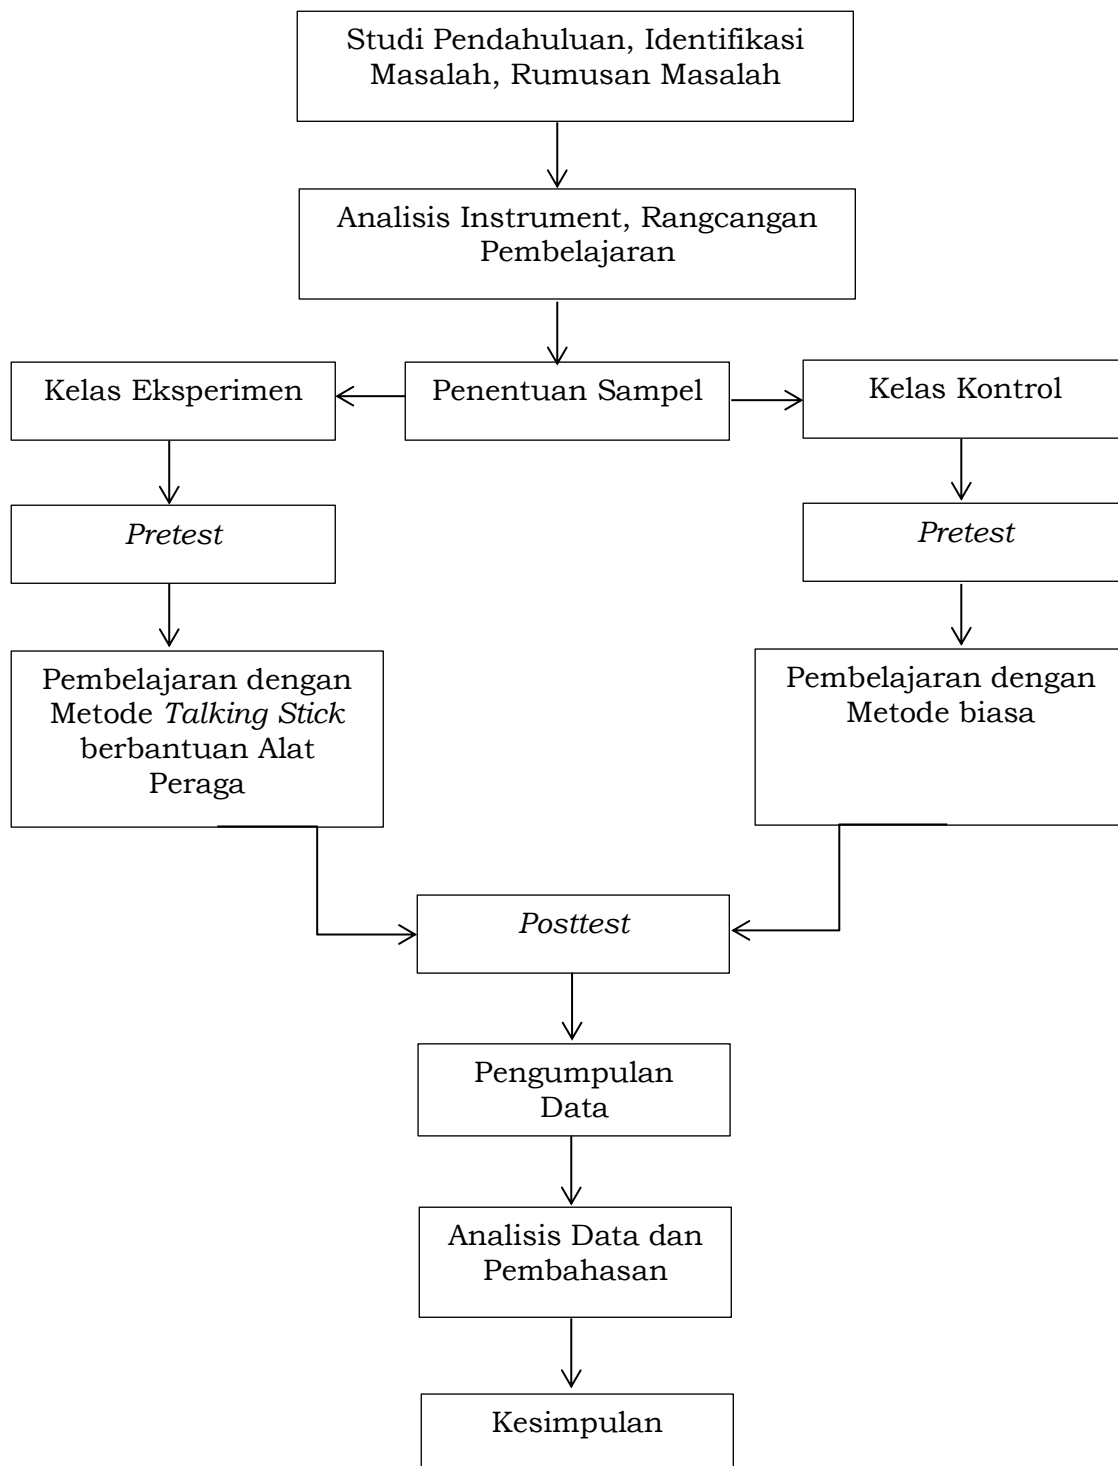 Studi Pendahuluan, Identifikasi
Masalah, Rumusan Masalah
Analisis Instrument, Rangcangan
Pembelajaran
Kelas Eksperimen
Penentuan Sampel
Kelas Kontrol
Pretest
Pretest
Pembelajaran dengan
Metode Talking Stick
berbantuan Alat
Peraga
Pembelajaran dengan
Metode biasa
Posttest
Pengumpulan
Data
Analisis Data dan
Pembahasan
Kesimpulan